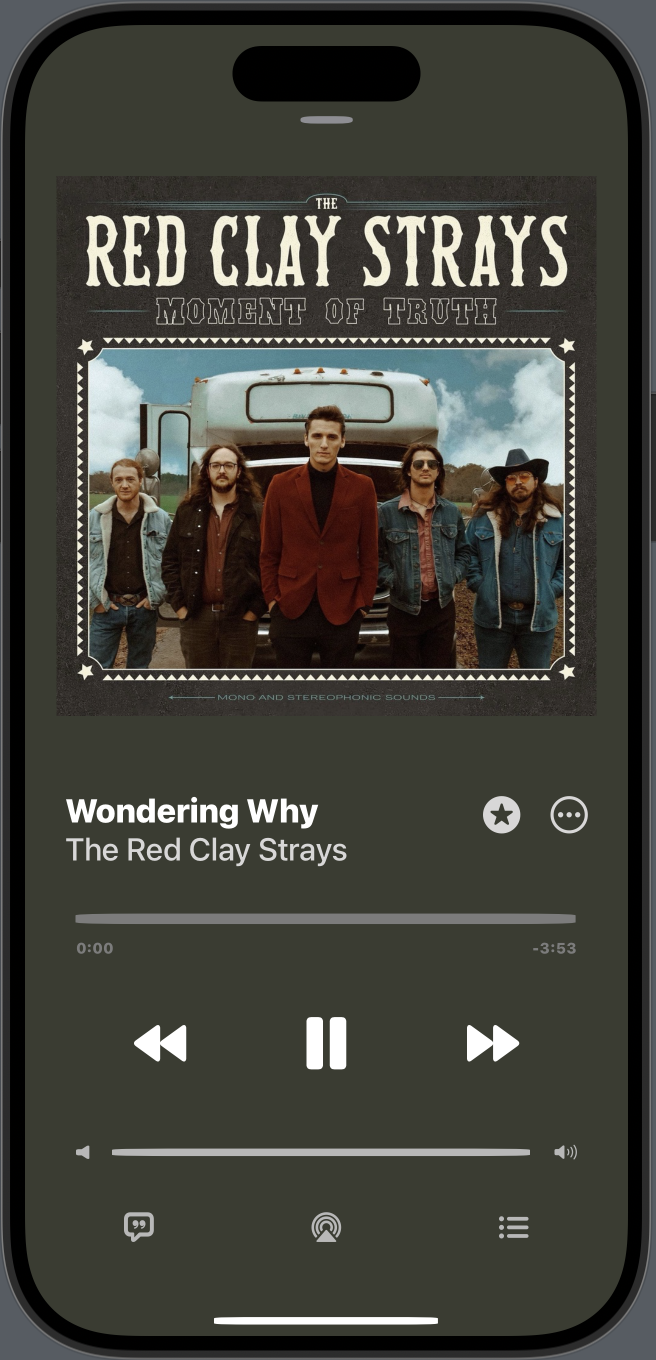 THE
RED CLAY STRAYS
MOMENT OF TRUTH
MONO AND STEREOPHONIC SOUNDS
Wondering Why
The Red Clay Strays
0:00 -3:53